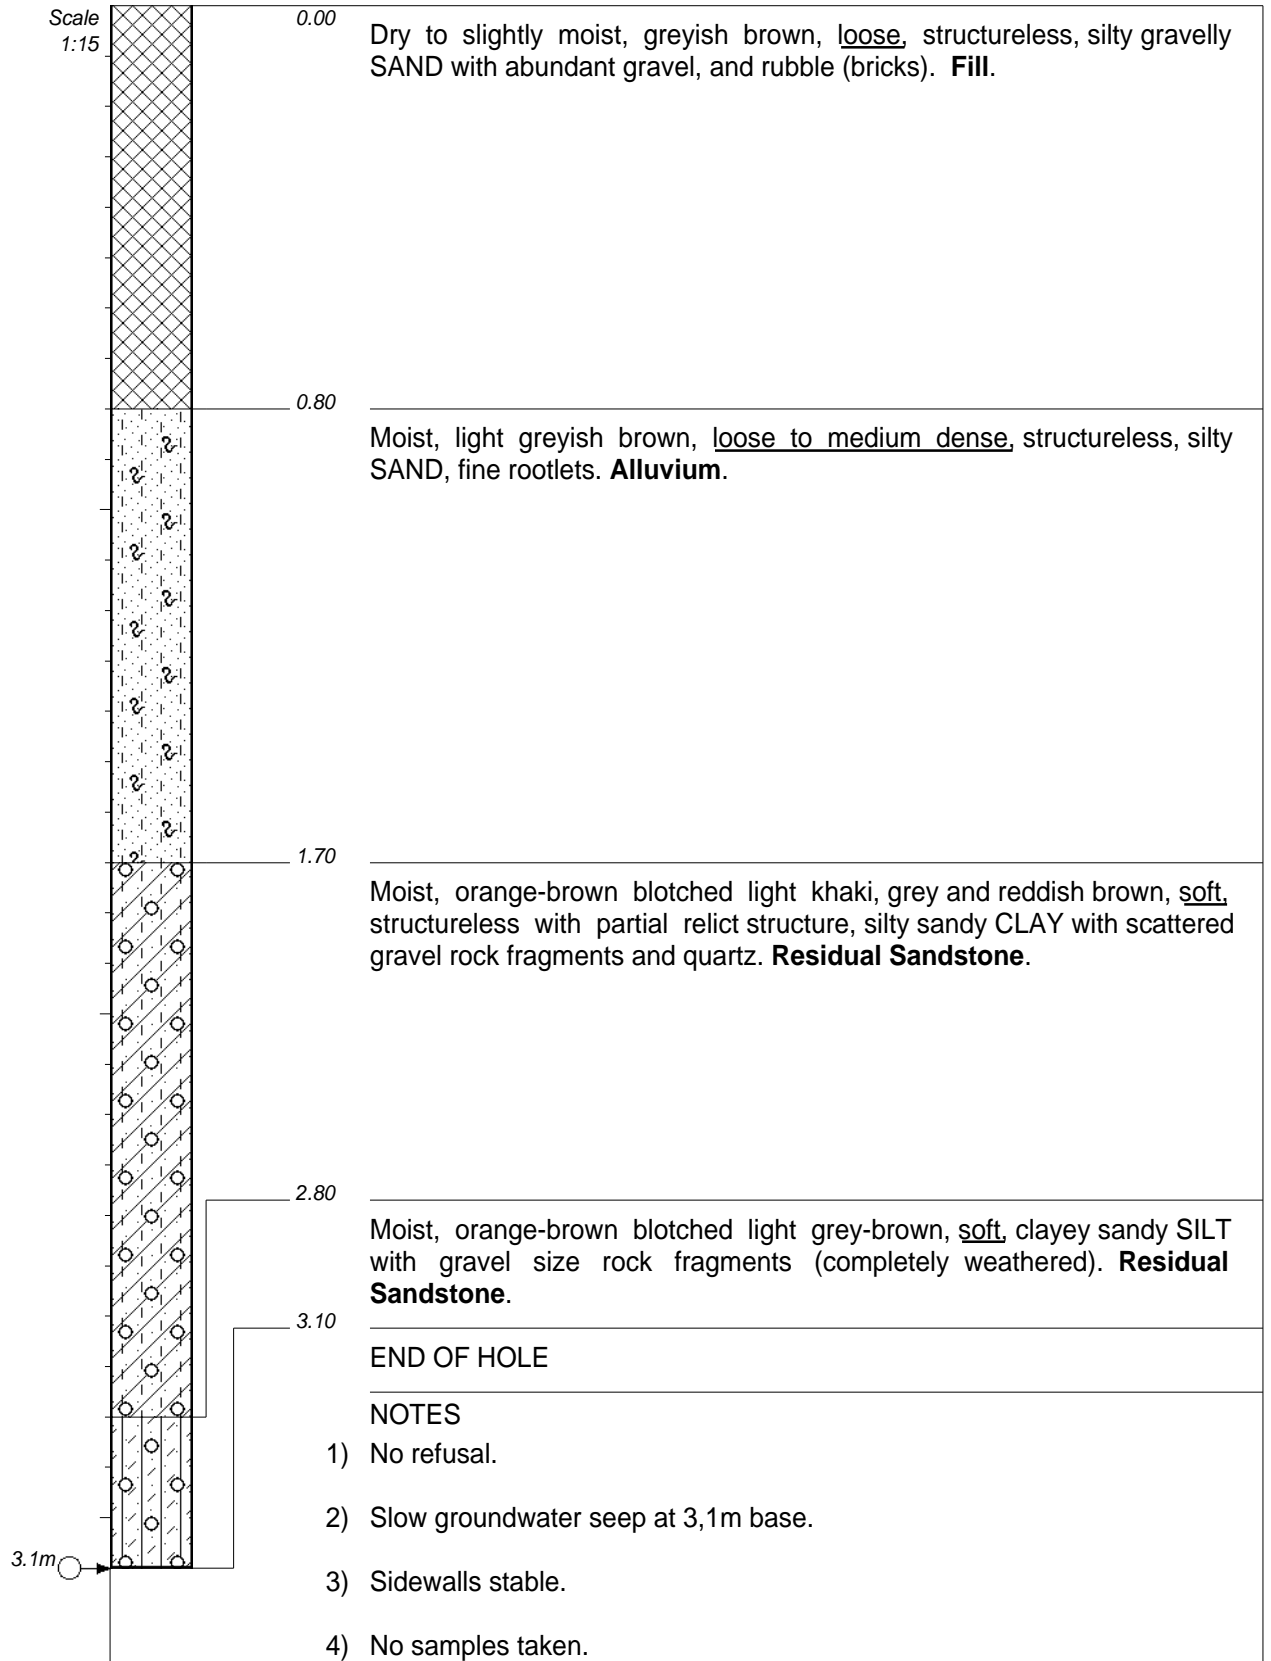 Scale
1:15
0.00
Dry to slightly moist, greyish brown, loose, structureless, silty gravelly
SAND with abundant gravel, and rubble (bricks). Fill.
0.80
Moist, light greyish brown, loose to medium dense, structureless, silty
SAND, fine rootlets. Alluvium.
1.70
Moist, orange-brown blotched light khaki, grey and reddish brown, soft,
structureless with partial relict structure, silty sandy CLAY with scattered
gravel rock fragments and quartz. Residual Sandstone.
2.80
Moist, orange-brown blotched light grey-brown, soft, clayey sandy SILT
with gravel size rock fragments (completely weathered). Residual
Sandstone.
3.10
END OF HOLE
NOTES
1) No refusal.
2) Slow groundwater seep at 3,1m base.
3.1m
3) Sidewalls stable.
4) No samples taken.